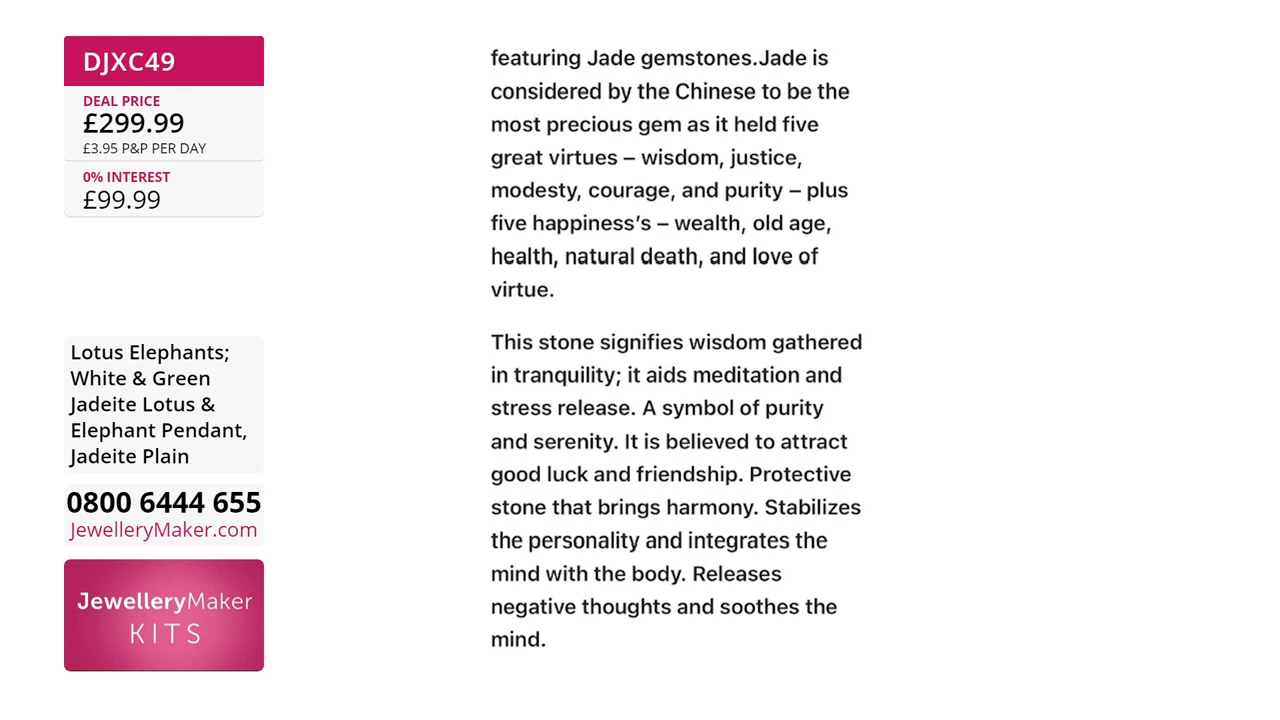 DJXC49
DEAL PRICE
£299.99
£3.95 P&P PER DAY
0% INTEREST
£99.99
Lotus Elephants;
White & Green
Jadeite Lotus &
Elephant Pendant,
Jadeite Plain
0800 6444 655
JewelleryMaker.com
JewelleryMaker
KITS
featuring Jade gemstones.Jade is
considered by the Chinese to be the
most precious gem as it held five
great virtues – wisdom, justice,
modesty, courage, and purity – plus
five happiness's – wealth, old age,
health, natural death, and love of
virtue.
This stone signifies wisdom gathered
in tranquility; it aids meditation and
stress release. A symbol of purity
and serenity. It is believed to attract
good luck and friendship. Protective
stone that brings harmony. Stabilizes
the personality and integrates the
mind with the body. Releases
negative thoughts and soothes the
mind.